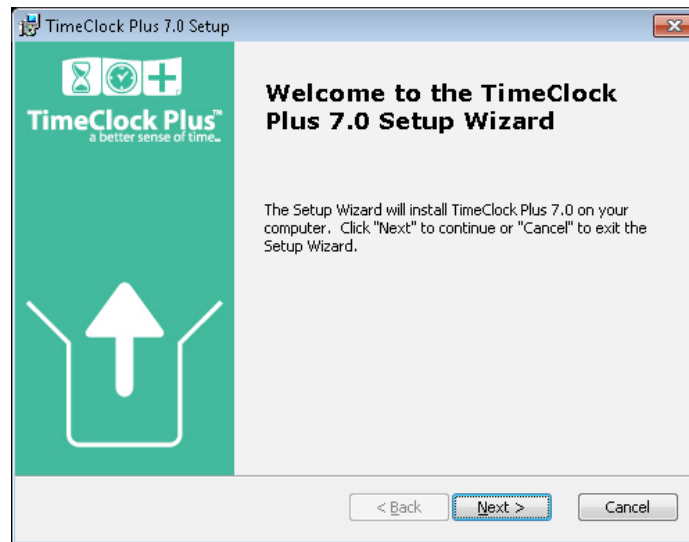 TimeClock Plus 7.0 Setup
TimeClock Plus™
a better sense of time™
Welcome to the TimeClock
Plus 7.0 Setup Wizard
The Setup Wizard will install TimeClock Plus 7.0 on your
computer. Click "Next" to continue or "Cancel" to exit the
Setup Wizard.
< Back
Next >
Cancel